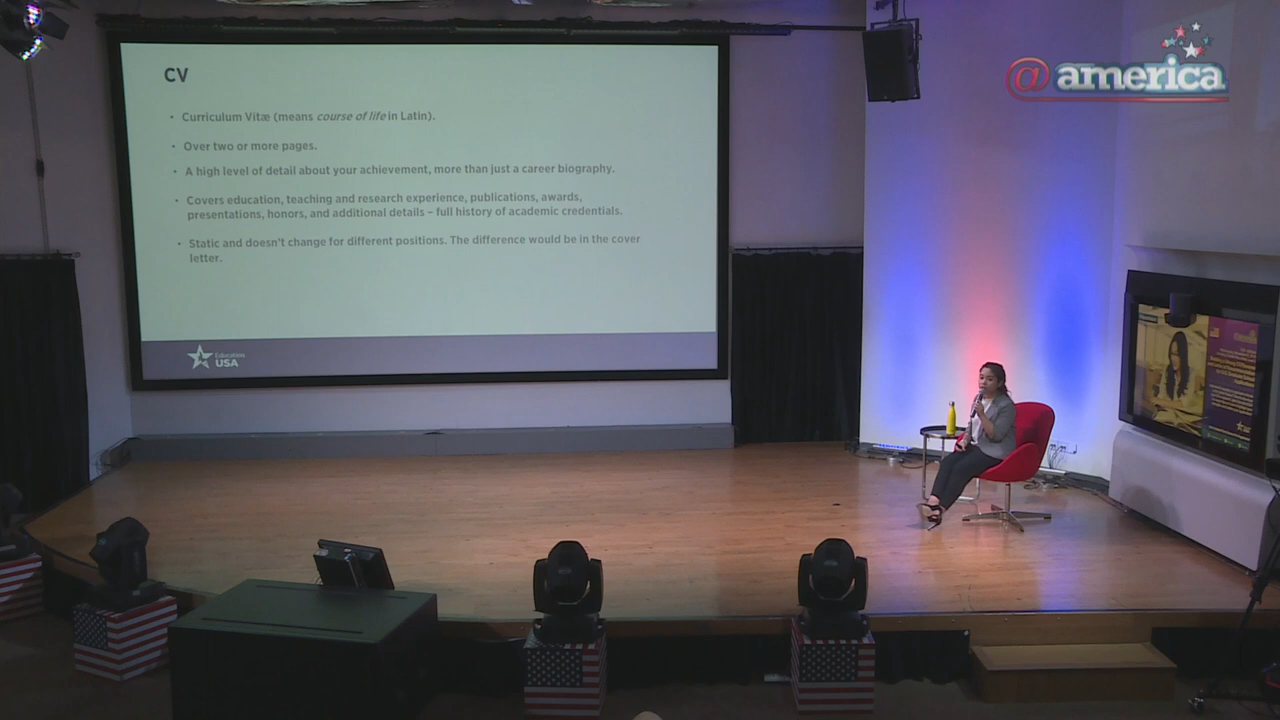 CV
@america
• Curriculum Vitæ (means course of life in Latin).
• Over two or more pages.
• A high level of detail about your achievement, more than just a career biography.
• Covers education, teaching and research experience, publications, awards,
presentations, honors, and additional details – full history of academic credentials.
• Static and doesn't change for different positions. The difference would be in the cover
letter.
Education
USA